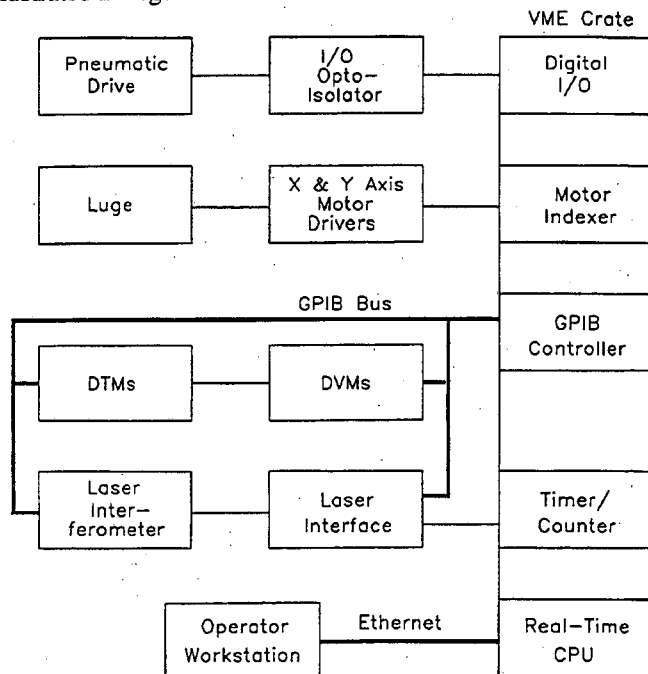 VME Crate
Pneumatic
Drive
I/O
Opto-
Isolator
Digital
I/O
Luge
X & Y Axis
Motor
Drivers
Motor
Indexer
GPIB Bus
GPIB
Controller
DTMs
DVMs
Laser
Inter-
ferometer
Laser
Interface
Timer/
Counter
Operator
Workstation
Ethernet
Real-Time
CPU